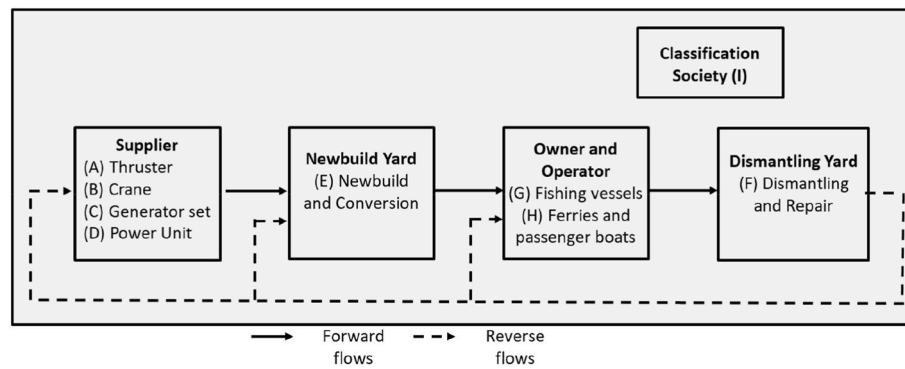 Classification
Society (I)
Supplier
(A) Thruster
(B) Crane
(C) Generator set
(D) Power Unit
Newbuild Yard
(E) Newbuild
and Conversion
Owner and
Operator
(G) Fishing vessels
(H) Ferries and
passenger boats
Dismantling Yard
(F) Dismantling
and Repair
Forward
flows
Reverse
flows